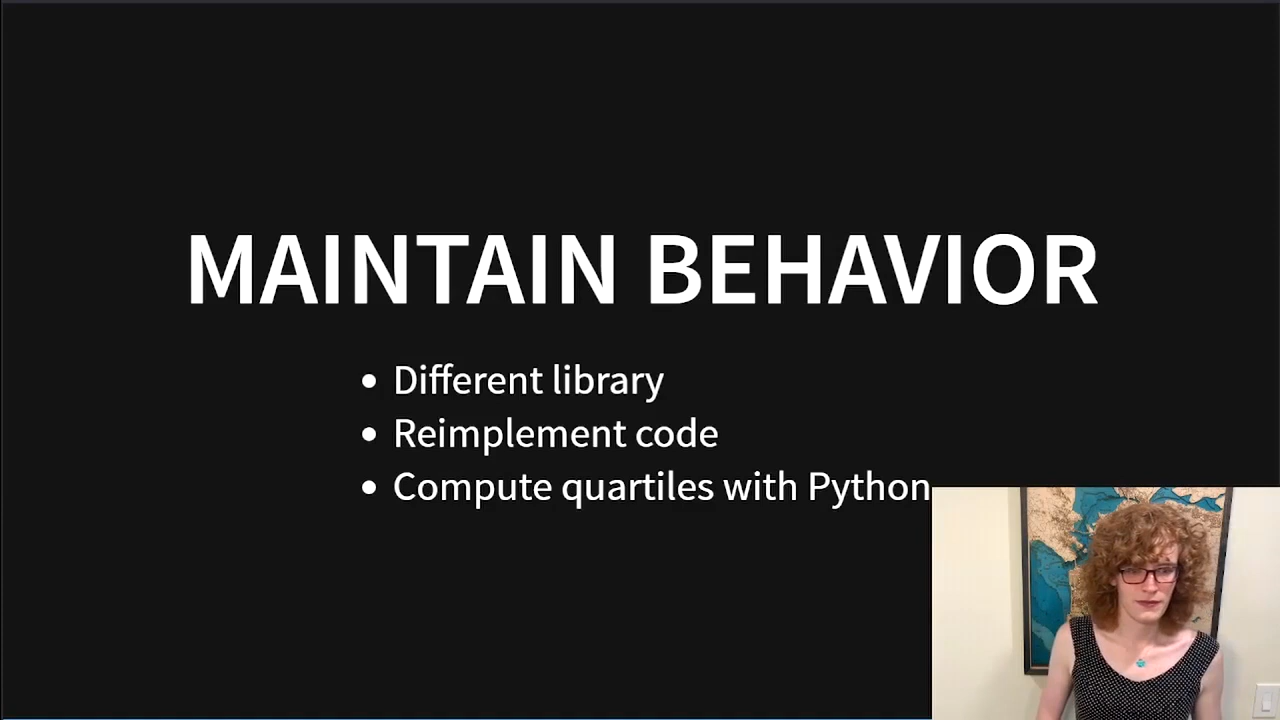 MAINTAIN BEHAVIOR
Different library
Reimplement code
Compute quartiles with Python